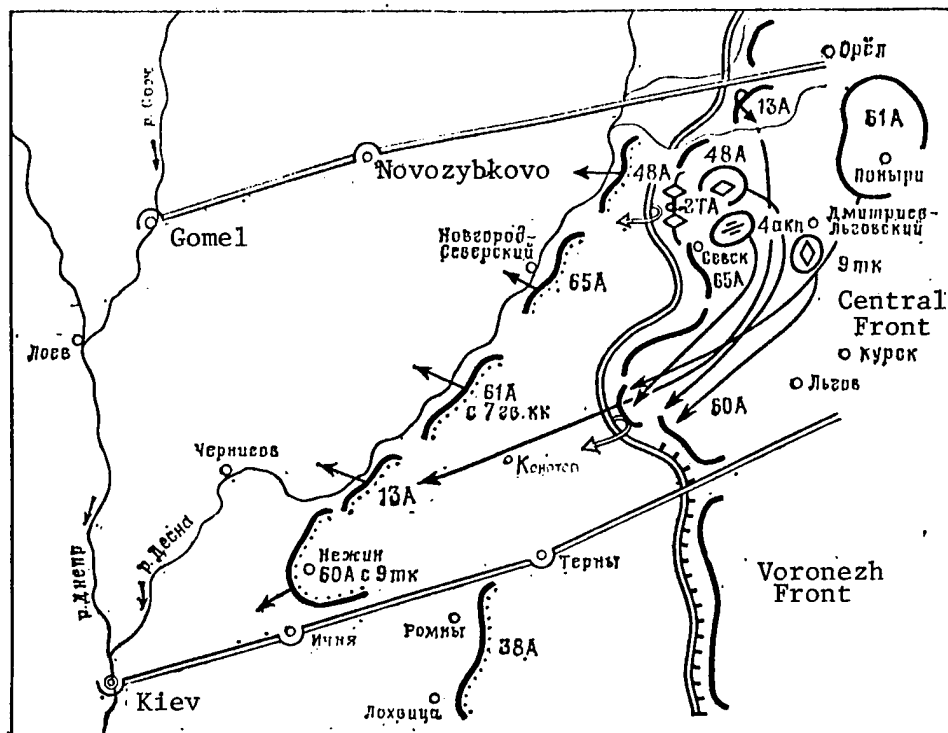 Орёл
р. Сож
13А
61А
Поныри
Novozybkovo
48А
48А
2ТА
4акп
Дмитриев-
Льговский
Gomel
Новгород-
Северский
Севск
65А
65А
9тк
Central
Front
Лоев
Курск
Льгов
61А
с 7гв.кк
60А
Чернигов
Конотоп
13А
р. Днепр
р. Десна
Нежин
60А с 9тк
Терны
Voronezh
Front
Ичня
Ромны
38А
Kiev
Лохвица